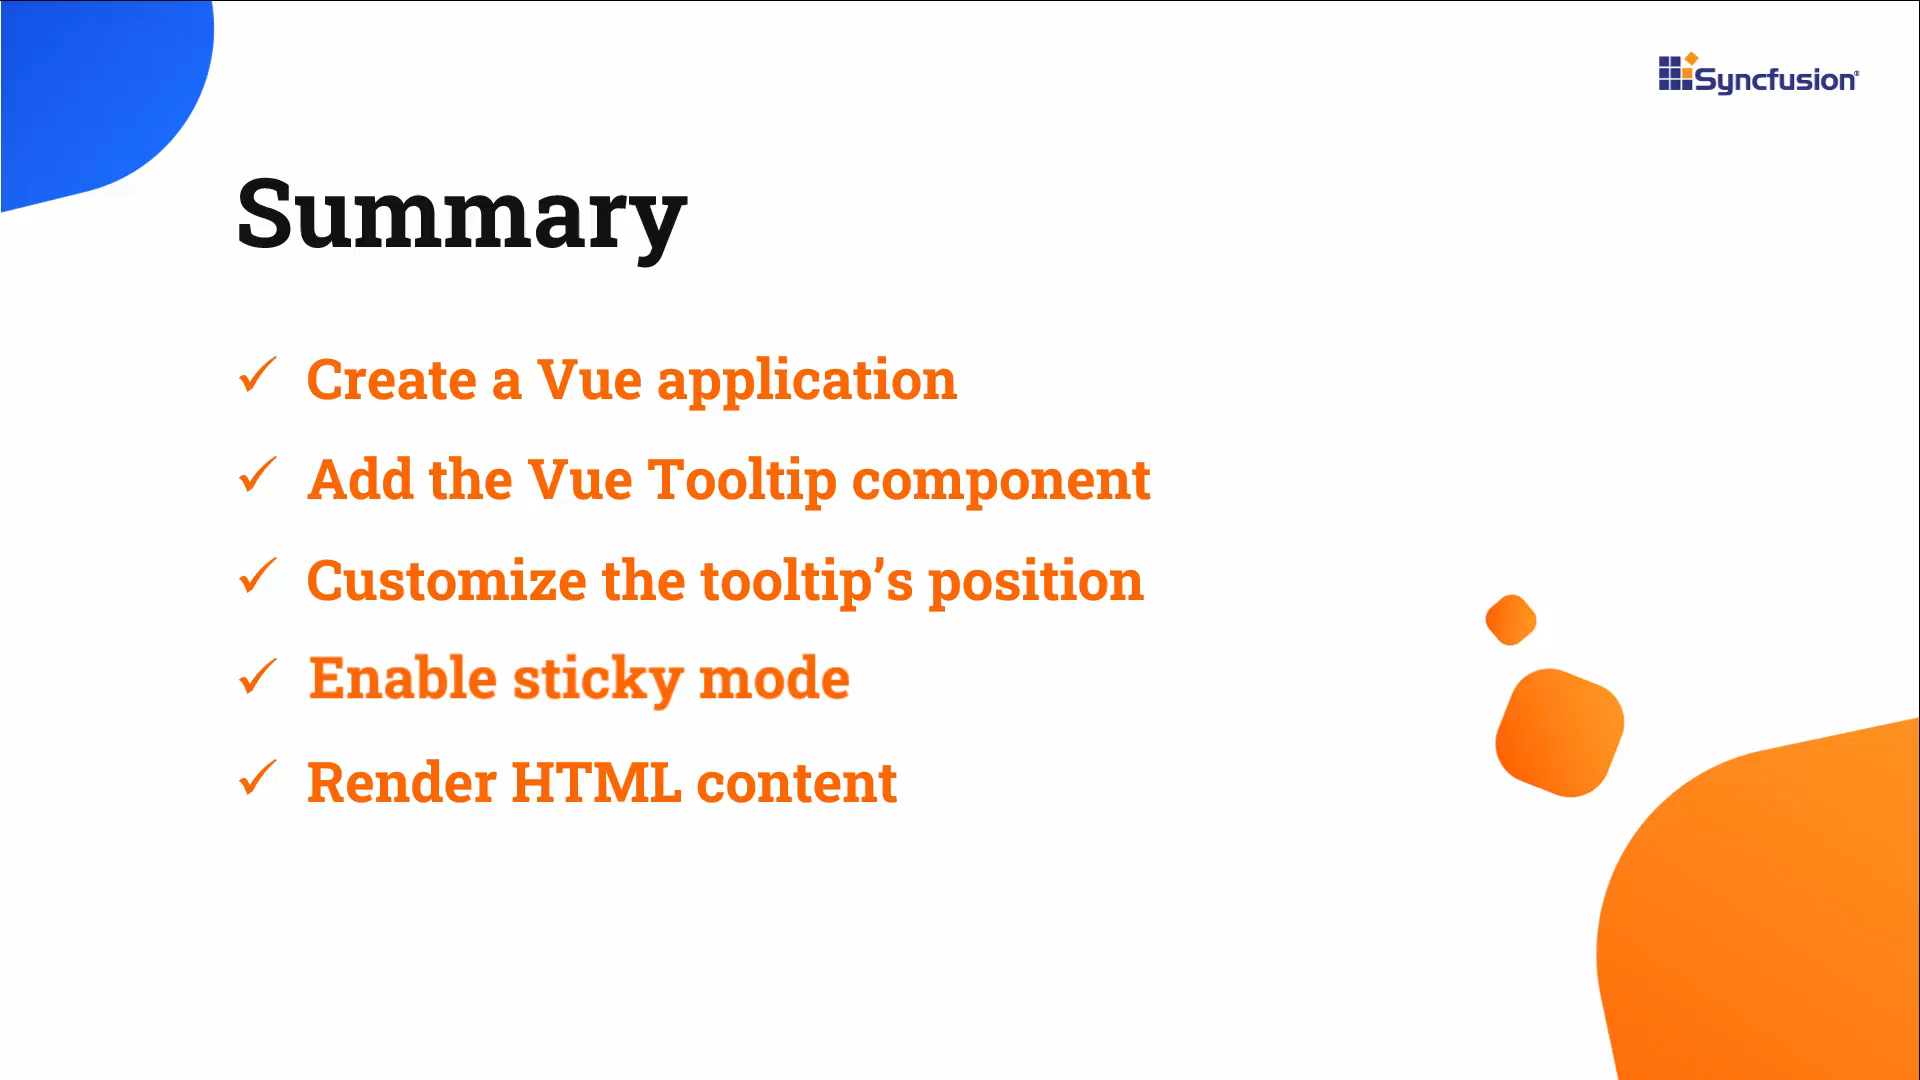 Syncfusion®
Summary
Create a Vue application
Add the Vue Tooltip component
Customize the tooltip’s position
Enable sticky mode
Render HTML content